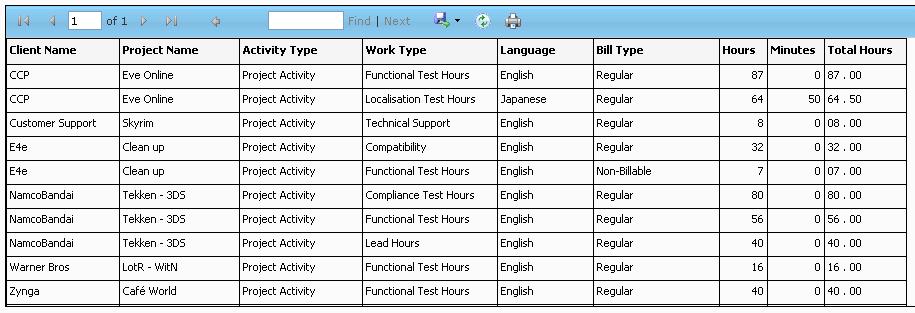 1 of 1 Find | Next
Client Name Project Name Activity Type Work Type Language Bill Type Hours Minutes Total Hours
CCP Eve Online Project Activity Functional Test Hours English Regular 87 0 87 . 00
CCP Eve Online Project Activity Localisation Test Hours Japanese Regular 64 50 64 . 50
Customer Support Skyrim Project Activity Technical Support English Regular 8 0 08 . 00
E4e Clean up Project Activity Compatibility English Regular 32 0 32 . 00
E4e Clean up Project Activity Functional Test Hours English Non-Billable 7 0 07 . 00
NamcoBandai Tekken - 3DS Project Activity Compliance Test Hours English Regular 80 0 80 . 00
NamcoBandai Tekken - 3DS Project Activity Functional Test Hours English Regular 56 0 56 . 00
NamcoBandai Tekken - 3DS Project Activity Lead Hours English Regular 40 0 40 . 00
Warner Bros LotR - WitN Project Activity Functional Test Hours English Regular 16 0 16 . 00
Zynga Café World Project Activity Functional Test Hours English Regular 40 0 40 . 00